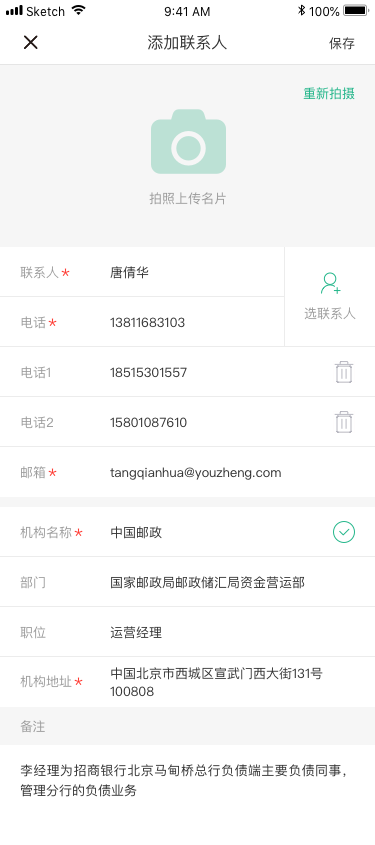 Sketch 9:41 AM 100%
添加联系人 保存
重新拍摄
拍照上传名片
联系人* 唐倩华
电话* 13811683103
选联系人
电话1 18515301557
电话2 15801087610
邮箱* tangqianhua@youzheng.com
机构名称* 中国邮政
部门 国家邮政局邮政储汇局资金营运部
职位 运营经理
机构地址* 中国北京市西城区宣武门西大街131号
100808
备注
李经理为招商银行北京马甸桥总行负债端主要负债同事，
管理分行的负债业务